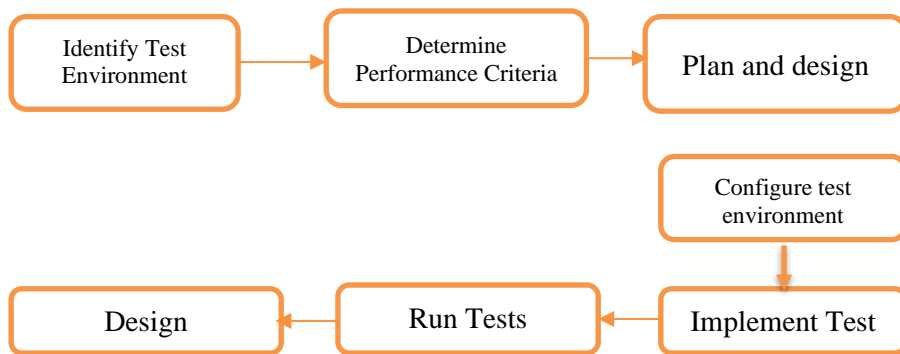 Identify Test
Environment
Determine
Performance Criteria
Plan and design
Configure test
environment
Implement Test
Run Tests
Design